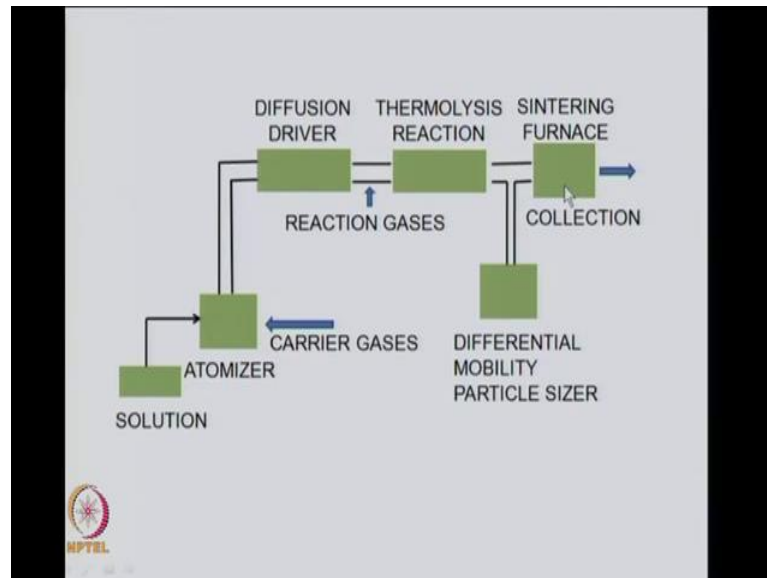 DIFFUSION
DRIVER
THERMOLYSIS
REACTION
SINTERING
FURNACE
REACTION GASES
COLLECTION
CARRIER GASES
ATOMIZER
SOLUTION
DIFFERENTIAL
MOBILITY
PARTICLE SIZER
NPTEL